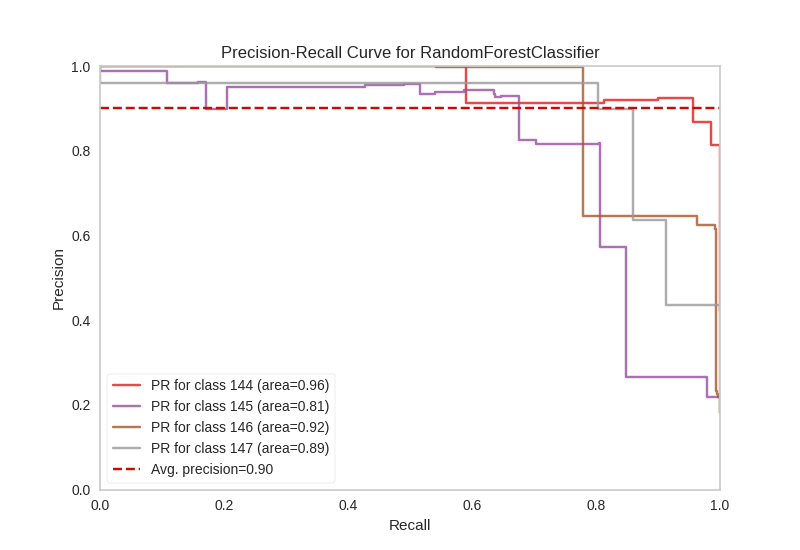 Precision-Recall Curve for RandomForestClassifier
1.0
0.8
0.6
0.4
0.2
0.0
Precision
PR for class 144 (area=0.96)
PR for class 145 (area=0.81)
PR for class 146 (area=0.92)
PR for class 147 (area=0.89)
Avg. precision=0.90
0.0 0.2 0.4 0.6 0.8 1.0
Recall